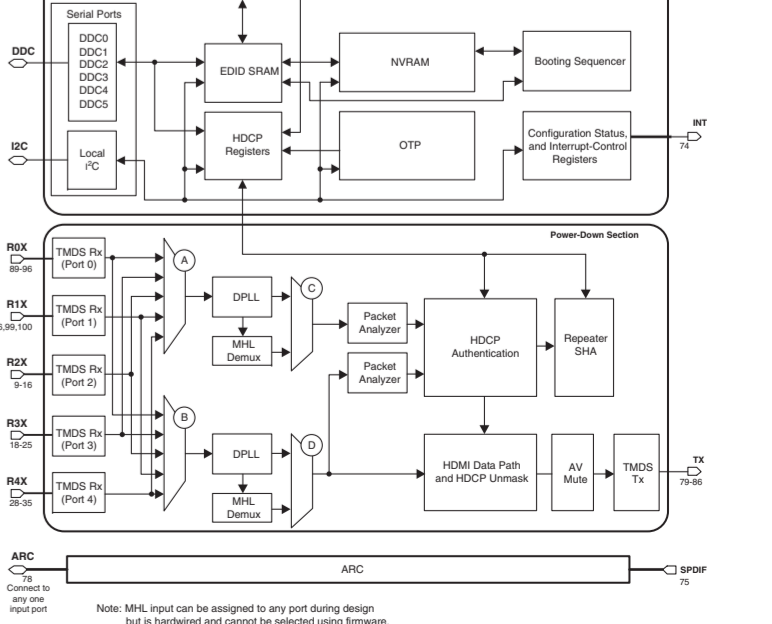 Serial Ports
DDC
DDC0
DDC1
DDC2
DDC3
DDC4
DDC5
EDID SRAM
NVRAM
Booting Sequencer
I2C
Local
I²C
HDCP
Registers
OTP
Configuration Status,
and Interrupt-Control
Registers
INT
74
Power-Down Section
R0X
89-96
TMDS Rx
(Port 0)
A
DPLL
MHL
Demux
C
R1X
,99,100
TMDS Rx
(Port 1)
Packet
Analyzer
HDCP
Authentication
Repeater
SHA
R2X
9-16
TMDS Rx
(Port 2)
Packet
Analyzer
R3X
18-25
TMDS Rx
(Port 3)
B
DPLL
MHL
Demux
D
R4X
28-35
TMDS Rx
(Port 4)
HDMI Data Path
and HDCP Unmask
AV
Mute
TMDS
Tx
TX
79-86
ARC
78
Connect to
any one
input port
ARC
SPDIF
75
Note: MHL input can be assigned to any port during design
but is hardwired and cannot be selected using firmware.